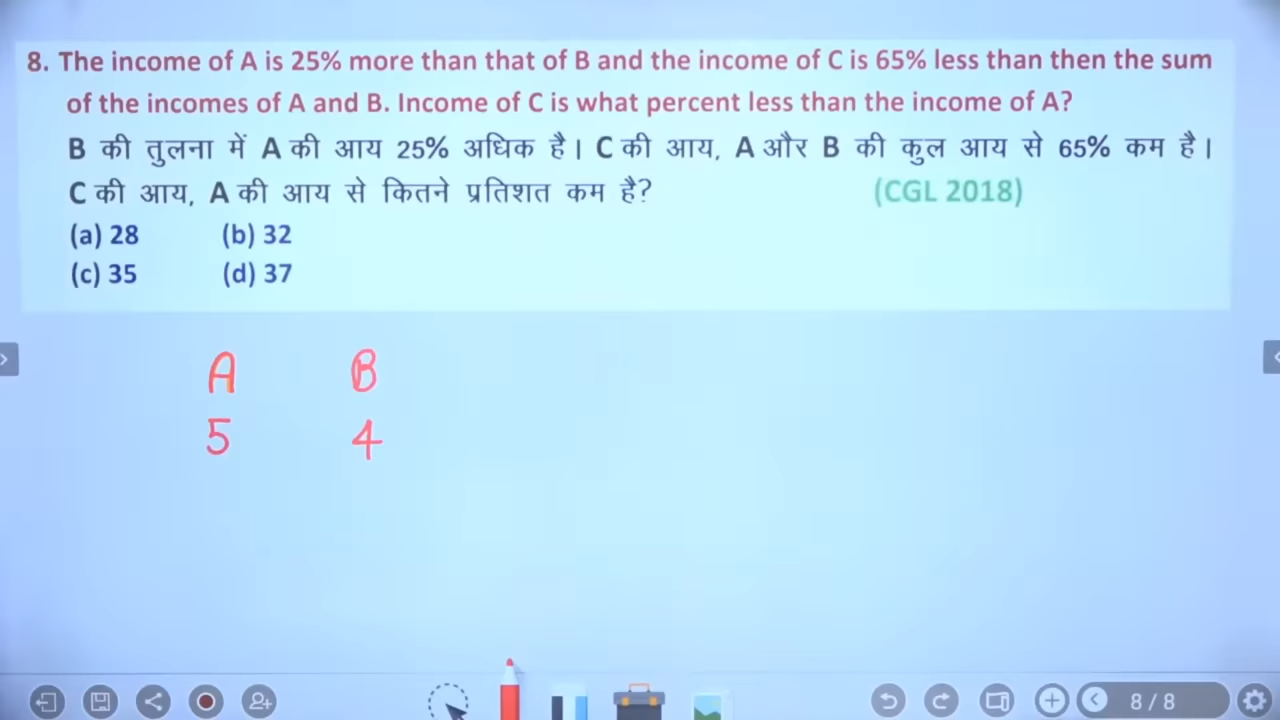 8. The income of A is 25% more than that of B and the income of C is 65% less than then the sum
of the incomes of A and B. Income of C is what percent less than the income of A?
B की तुलना में A की आय 25% अधिक है। C की आय, A और B की कुल आय से 65% कम है।
C की आय, A की आय से कितने प्रतिशत कम है? (CGL 2018)
(a) 28 (b) 32
(c) 35 (d) 37
A B
5 4
8 / 8